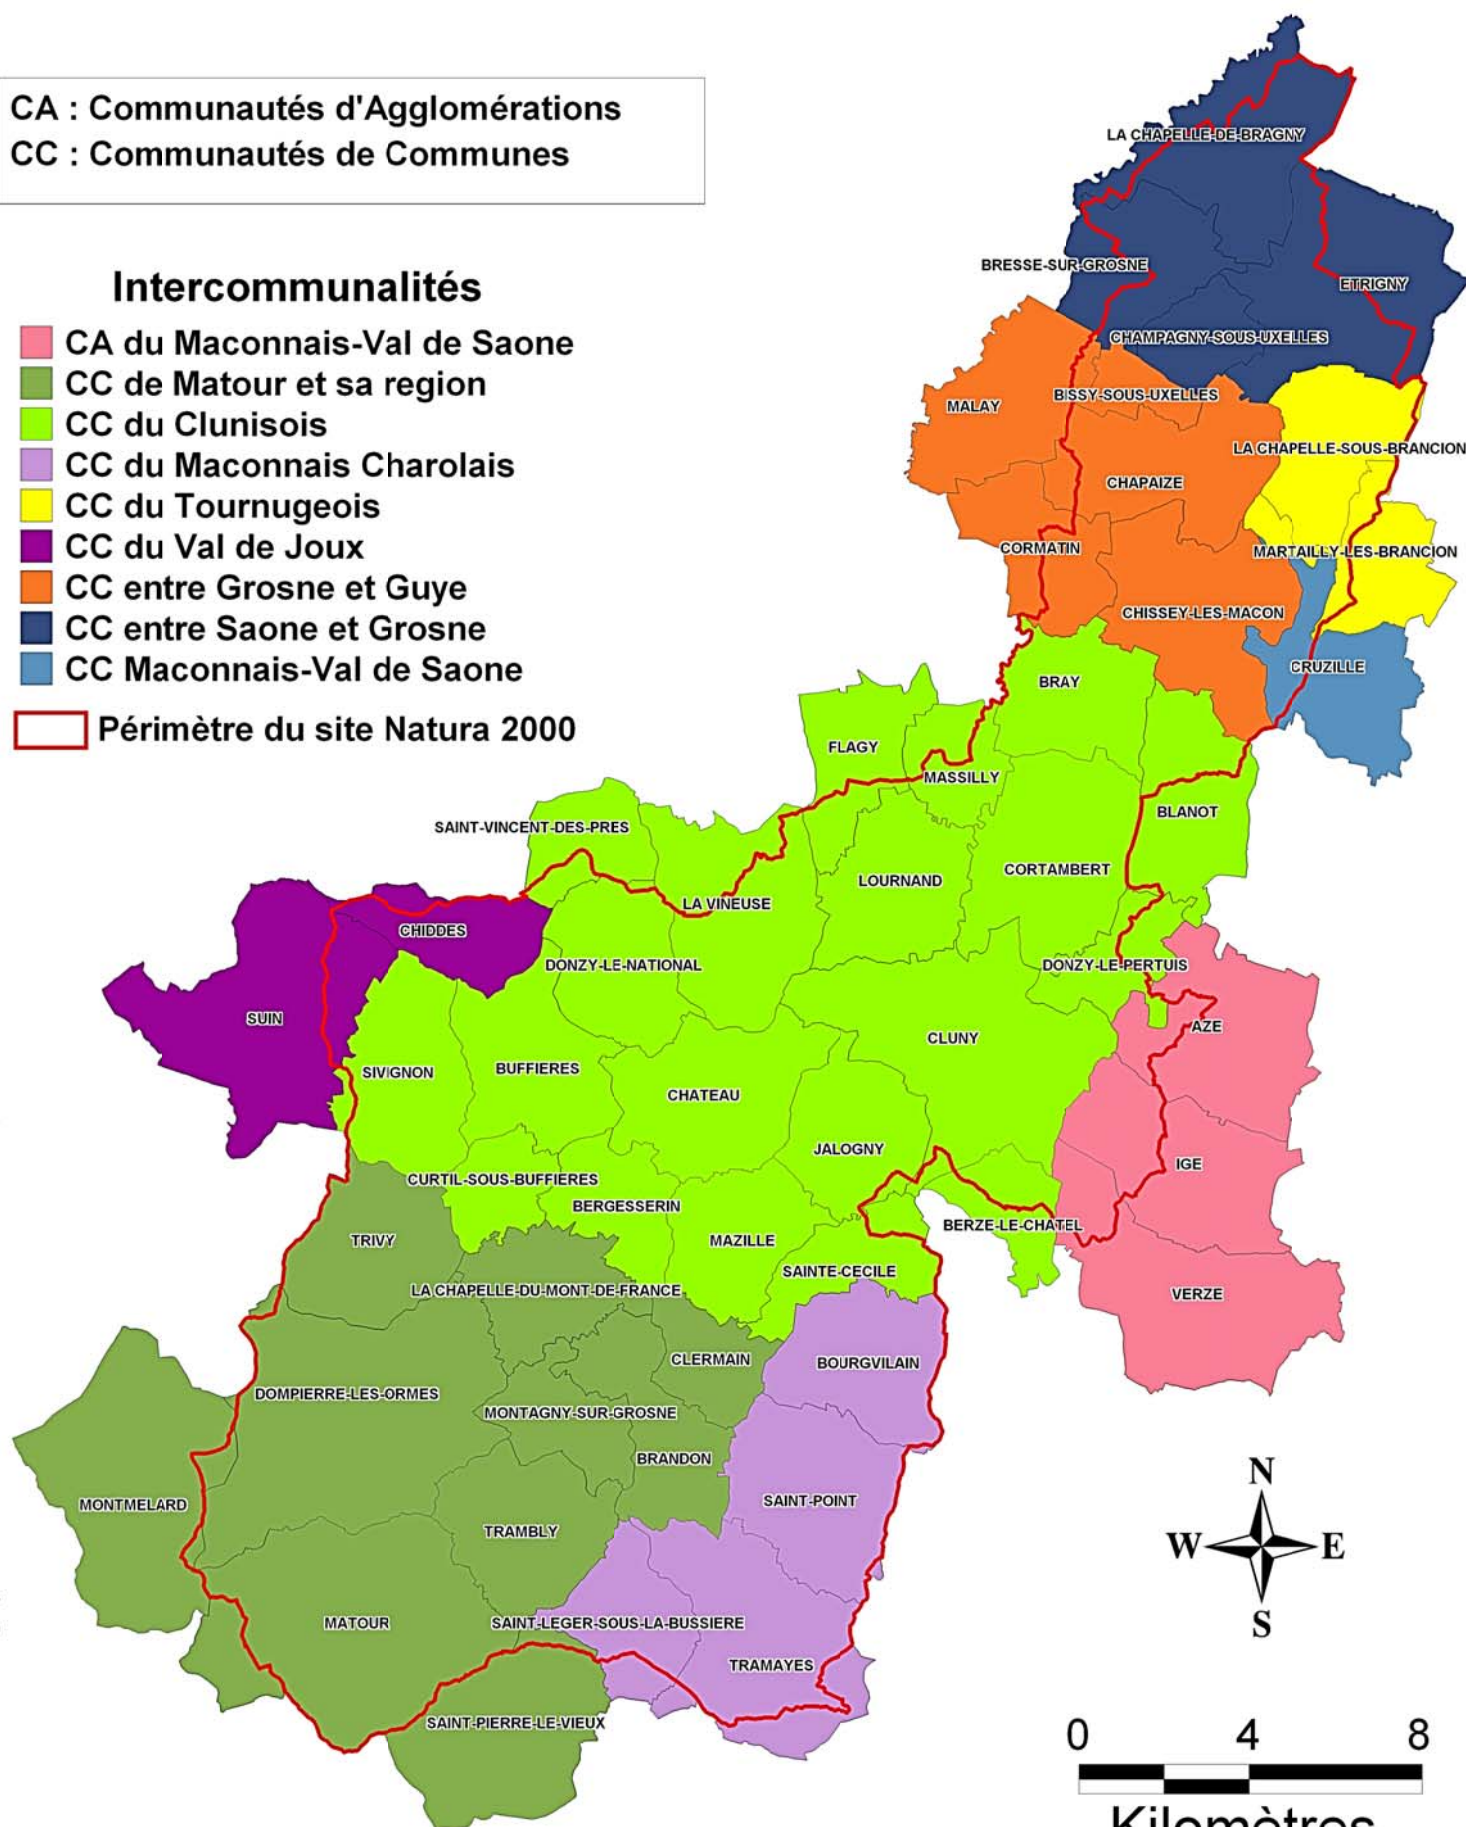 CA : Communautés d'Agglomérations
CC : Communautés de Communes
Intercommunalités
CA du Maconnais-Val de Saone
CC de Matour et sa region
CC du Clunisois
CC du Maconnais Charolais
CC du Tournugeois
CC du Val de Joux
CC entre Grosne et Guye
CC entre Saone et Grosne
CC Maconnais-Val de Saone
Périmètre du site Natura 2000
LA CHAPELLE-DE-BRAGNY
BRESSE-SUR-GROSNE
ETRIGNY
CHAMPAGNY-SOUS-UXELLES
BISSY-SOUS-UXELLES
MALAY
LA CHAPELLE-SOUS-BRANCION
CHAPAIZE
CORMATIN
MARTAILLY-LES-BRANCION
CHISSEY-LES-MACON
CRUZILLE
BRAY
FLAGY
MASSILLY
BLANOT
SAINT-VINCENT-DES-PRES
CORTAMBERT
LOURNAND
LA VINEUSE
CHIDDES
DONZY-LE-NATIONAL
DONZY-LE-PERTUIS
SUIN
AZE
CLUNY
SIVIGNON
BUFFIERES
CHATEAU
JALOGNY
IGE
CURTIL-SOUS-BUFFIERES
BERGESSERIN
BERZE-LE-CHATEL
TRIVY
MAZILLE
SAINTE-CECILE
LA CHAPELLE-DU-MONT-DE-FRANCE
VERZE
CLERMAIN
BOURGVILAIN
DOMPIERRE-LES-ORMES
MONTAGNY-SUR-GROSNE
BRANDON
MONTMELARD
SAINT-POINT
TRAMBLY
MATOUR
SAINT-LEGER-SOUS-LA-BUSSIERE
TRAMAYES
SAINT-PIERRE-LE-VIEUX
N
W E
S
0 4 8
Kilomètres